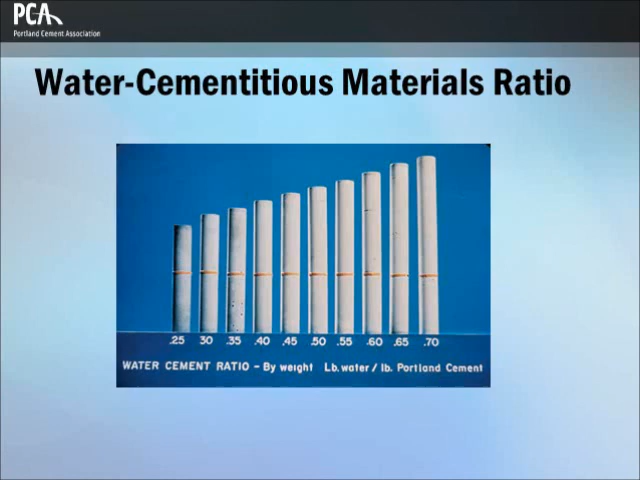 PCA
Portland Cement Association
Water-Cementitious Materials Ratio
.25 30 .35 .40 .45 .50 .55 .60 .65 .70
WATER CEMENT RATIO – By weight Lb. water / lb. Portland Cement